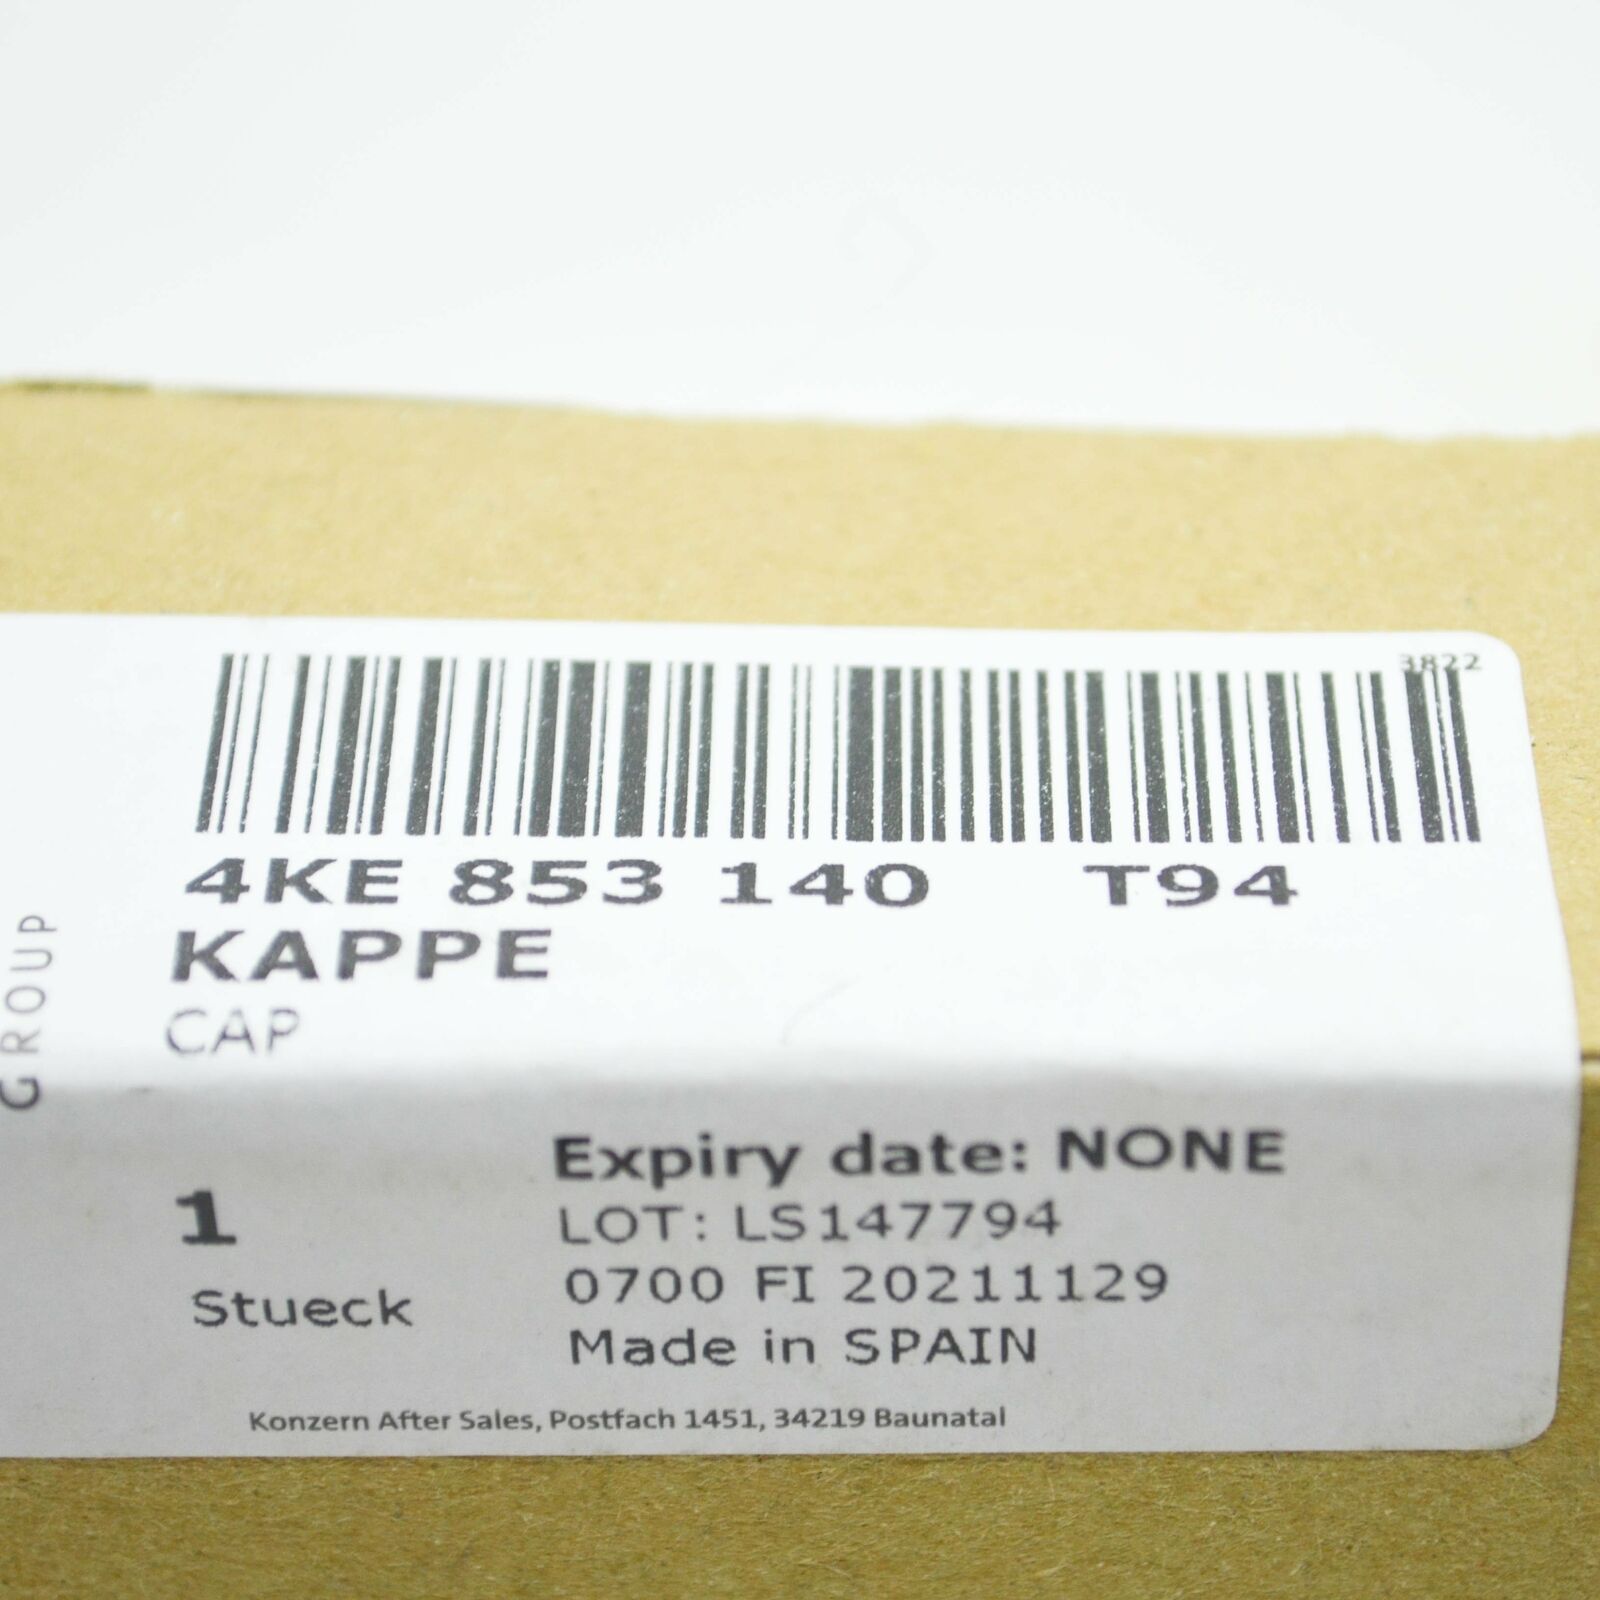 3822
4KE 853 140 T94
KAPPE
CAP
GROUP
1
Stueck
Expiry date: NONE
LOT: LS147794
0700 FI 20211129
Made in SPAIN
Konzern After Sales, Postfach 1451, 34219 Baunatal